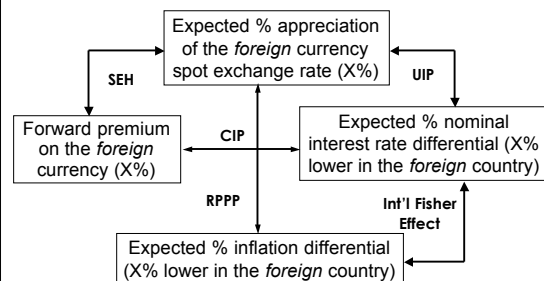 Expected % appreciation
of the foreign currency
spot exchange rate (X%)
SEH
UIP
Forward premium
on the foreign
currency (X%)
CIP
Expected % nominal
interest rate differential (X%
lower in the foreign country)
RPPP
Int'l Fisher
Effect
Expected % inflation differential
(X% lower in the foreign country)